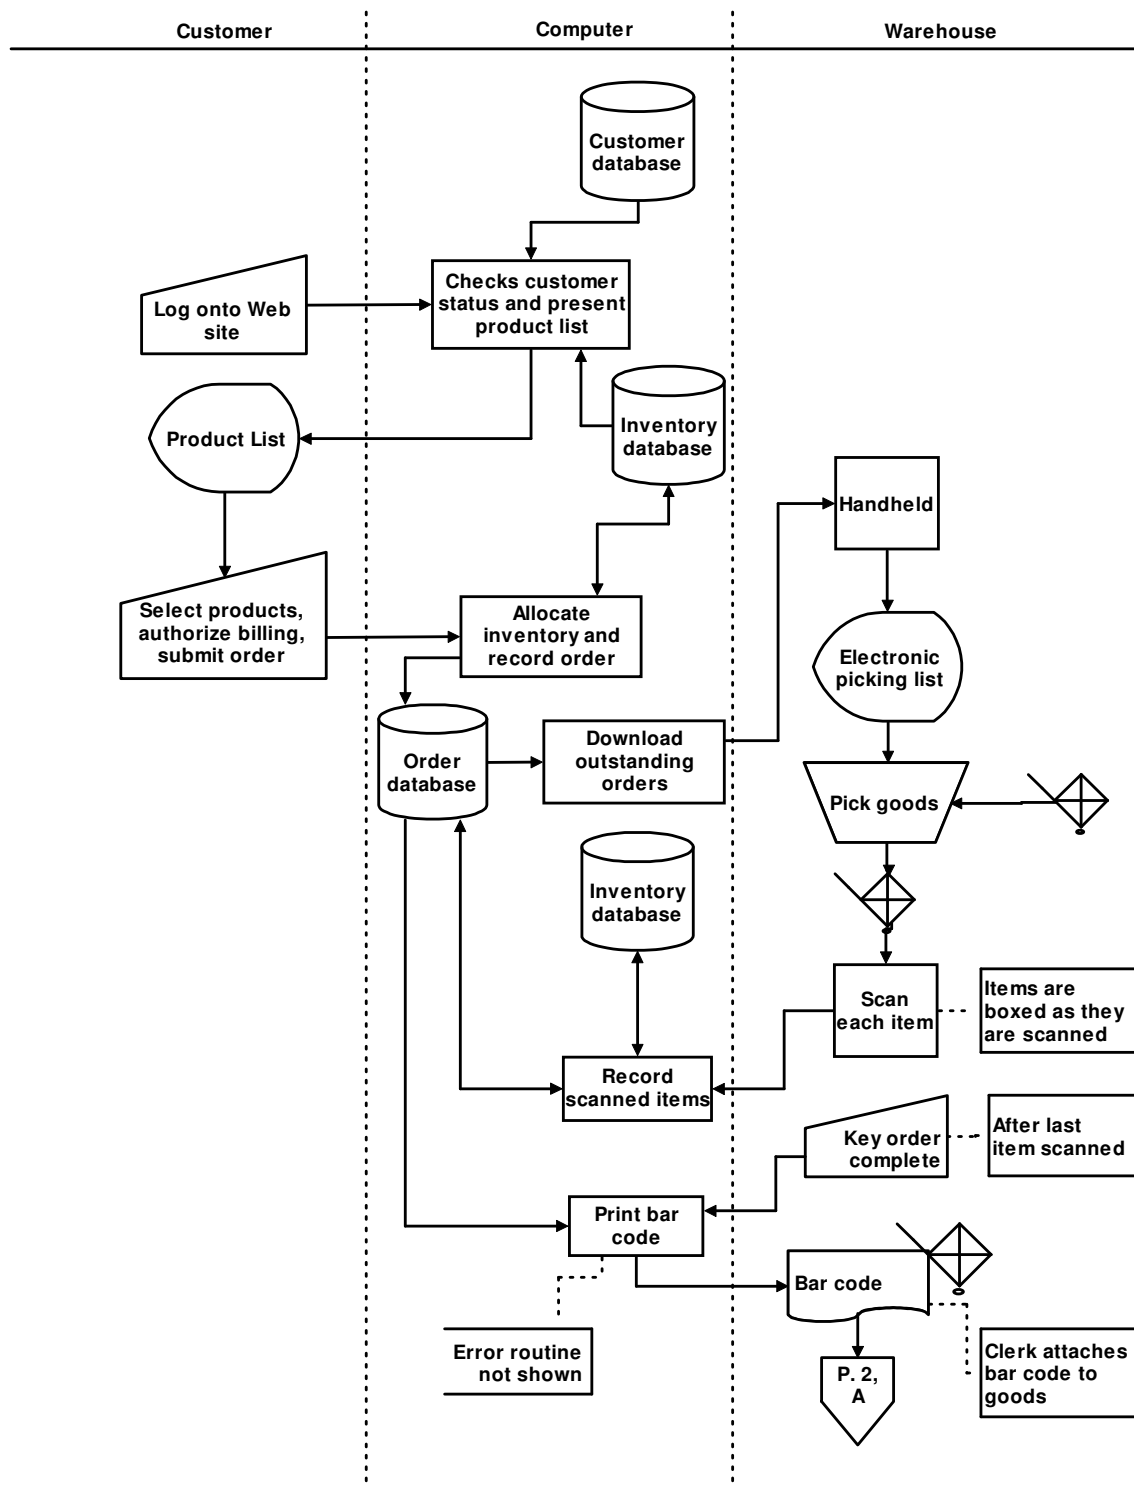 Customer
Computer
Warehouse
Customer
database
Checks customer
status and present
product list
Log onto Web
site
Product List
Inventory
database
Handheld
Select products,
authorize billing,
submit order
Allocate
inventory and
record order
Electronic
picking list
Order
database
Download
outstanding
orders
Pick goods
Inventory
database
Scan
each item
Items are
boxed as they
are scanned
Record
scanned items
Key order
complete
After last
item scanned
Print bar
code
Bar code
Error routine
not shown
P. 2,
A
Clerk attaches
bar code to
goods